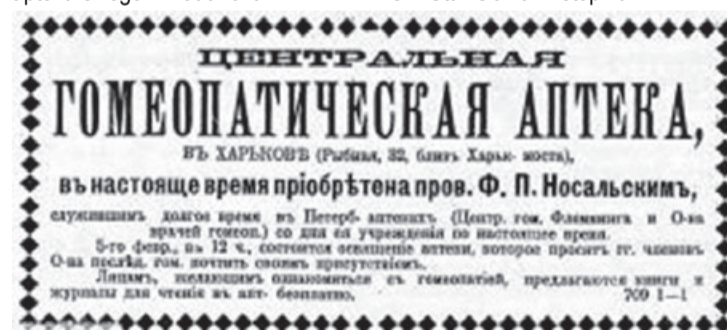 ЦЕНТРАЛЬНАЯ
ГОМЕОПАТИЧЕСКАЯ АПТЕКА,
ВЪ ХАРЬКОВѢ (Рыбная, 32, близъ Харьк- моста),
въ настояще время пріобрѣтена пров. Ф. П. Носальскимъ,
служившимъ долгое время въ Петерб- аптекахъ (Центр. гом. Флемминга и О-ва
врачей гомеоп.) со дня ея учрежденія по настоящее время.
5-го февр., въ 12 ч., состоится освященіе аптеки, которое проситъ гг. членовъ
О-ва послѣд. гом. почтить своимъ присутствіемъ.
Лицамъ, желающимъ ознакомиться съ гомеопатіей, предлагаются книги и
журналы для чтенія въ апт- безплатно. 709 1—1